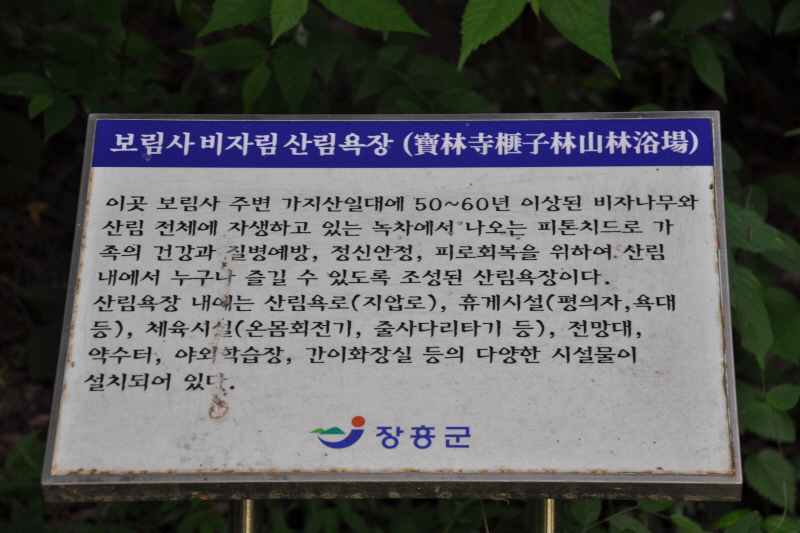 보림사 비자림 산림욕장 (寶林寺榧子林山林浴場)
이곳 보림사 주변 가지산일대에 50~60년 이상된 비자나무와
산림 전체에 자생하고 있는 녹차에서 나오는 피톤치드로 가
족의 건강과 질병예방, 정신안정, 피로회복을 위하여 산림
내에서 누구나 즐길 수 있도록 조성된 산림욕장이다.
산림욕장 내에는 산림욕로(지압로), 휴게시설(평의자,욕대
등), 체육시설(온몸회전기, 줄사다리타기 등), 전망대,
약수터, 야외학습장, 간이화장실 등의 다양한 시설물이
설치되어 있다.
장흥군